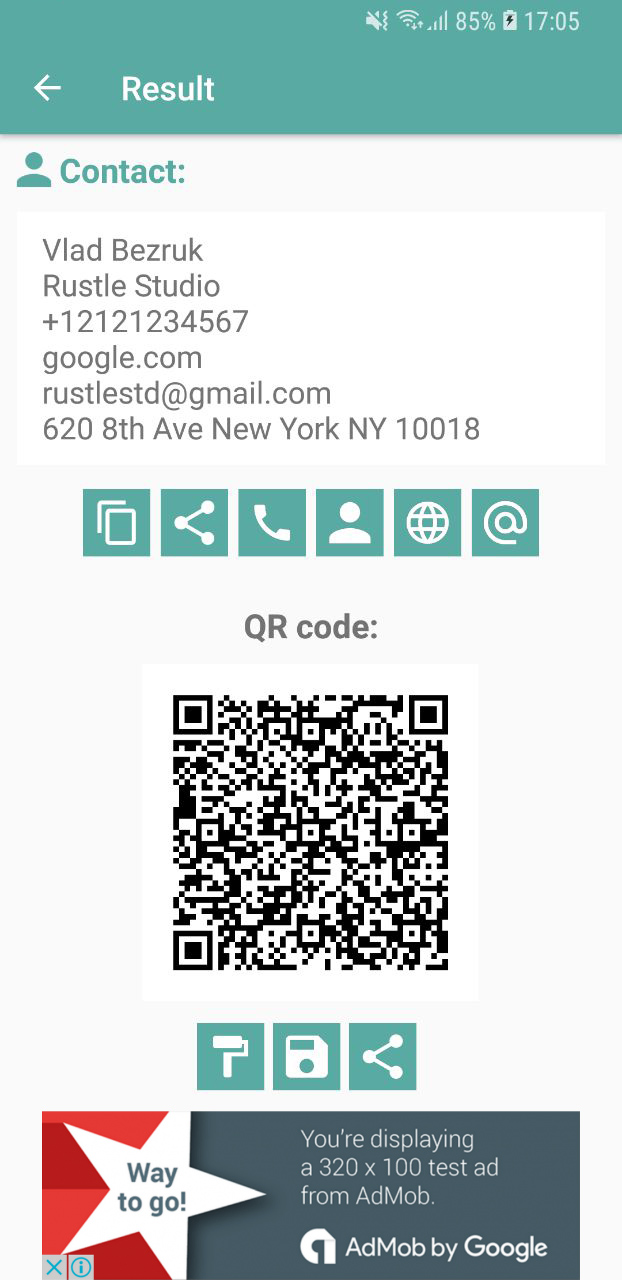 85% 17:05
Result
Contact:
Vlad Bezruk
Rustle Studio
+12121234567
google.com
rustlestd@gmail.com
620 8th Ave New York NY 10018
QR code:
Way
to go!
You're displaying
a 320 x 100 test ad
from AdMob.
AdMob by Google